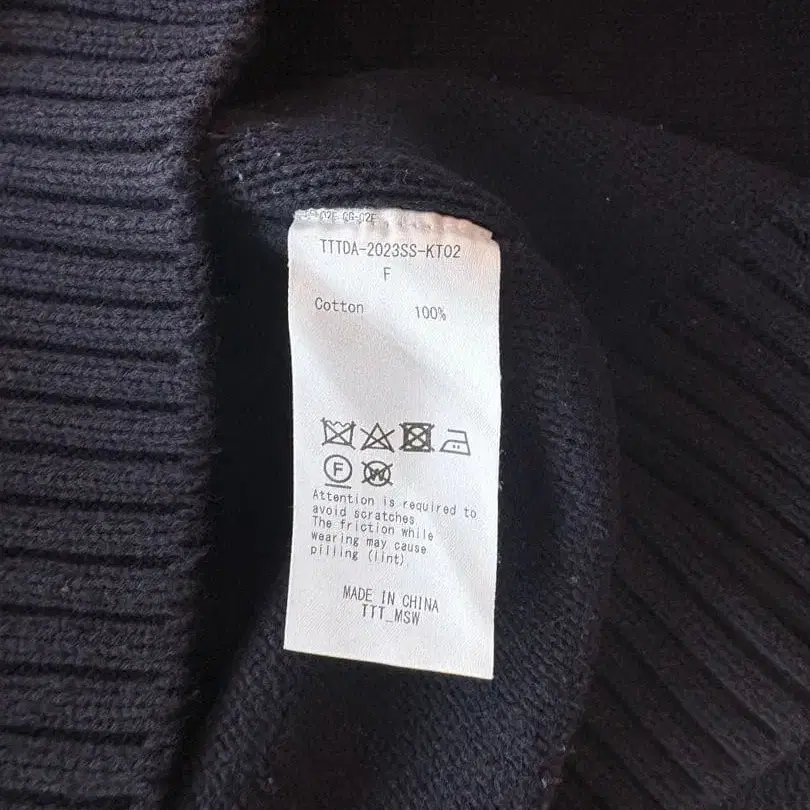 TTTDA-2023SS-KT02
F
Cotton 100%
F
W
Attention is required to
avoid scratches
The friction while
wearing may cause
pilling (lint)
MADE IN CHINA
TTT_MSW